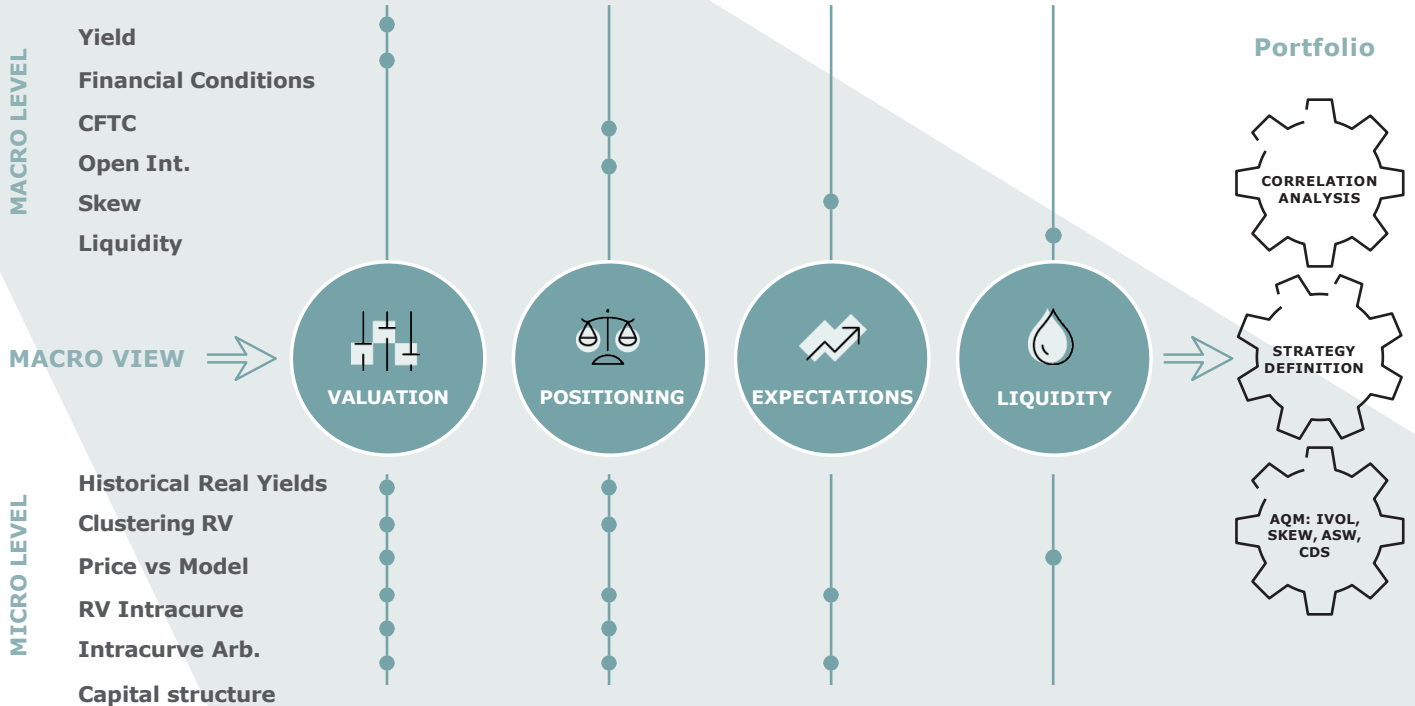 MACRO LEVEL
Yield
Financial Conditions
CFTC
Open Int.
Skew
Liquidity
Portfolio
CORRELATION
ANALYSIS
MACRO VIEW
VALUATION
POSITIONING
EXPECTATIONS
LIQUIDITY
STRATEGY
DEFINITION
MICRO LEVEL
Historical Real Yields
Clustering RV
Price vs Model
RV Intracurve
Intracurve Arb.
Capital structure
AQM: IVOL,
SKEW, ASW,
CDS